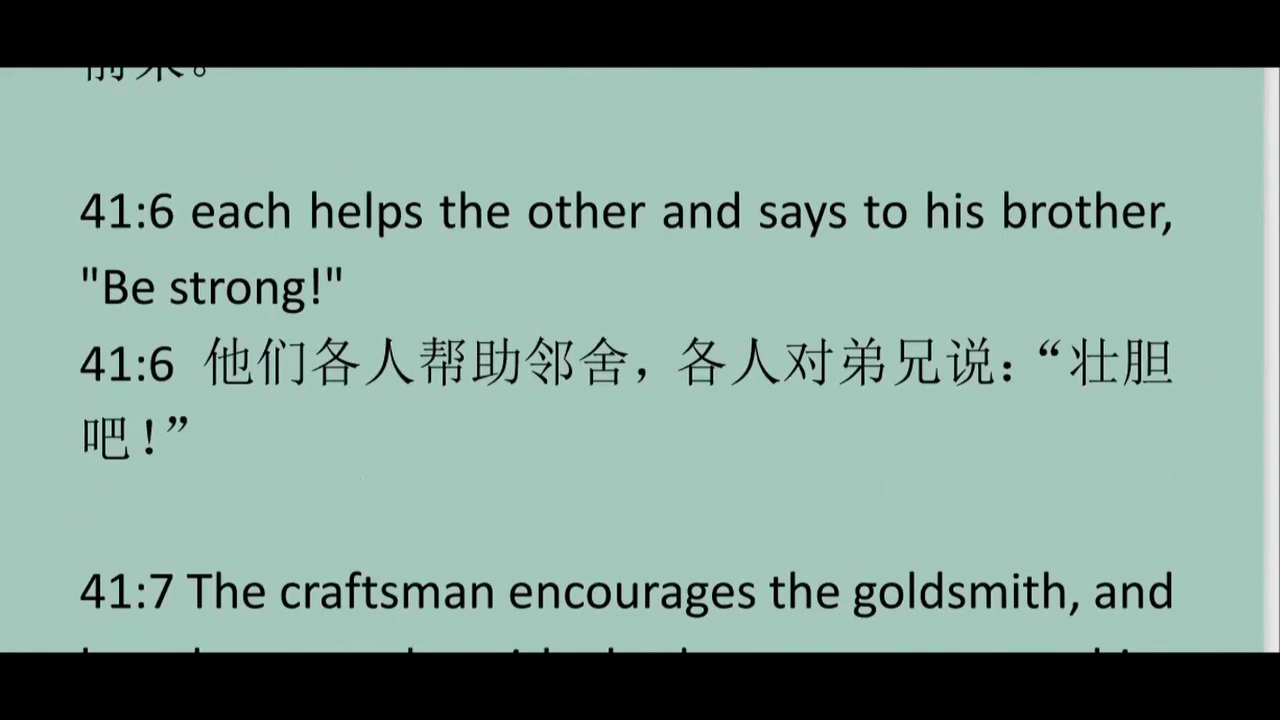 前来。
41:6 each helps the other and says to his brother,
"Be strong!"
41:6 他们各人帮助邻舍，各人对弟兄说：“壮胆
吧！”
41:7 The craftsman encourages the goldsmith, and